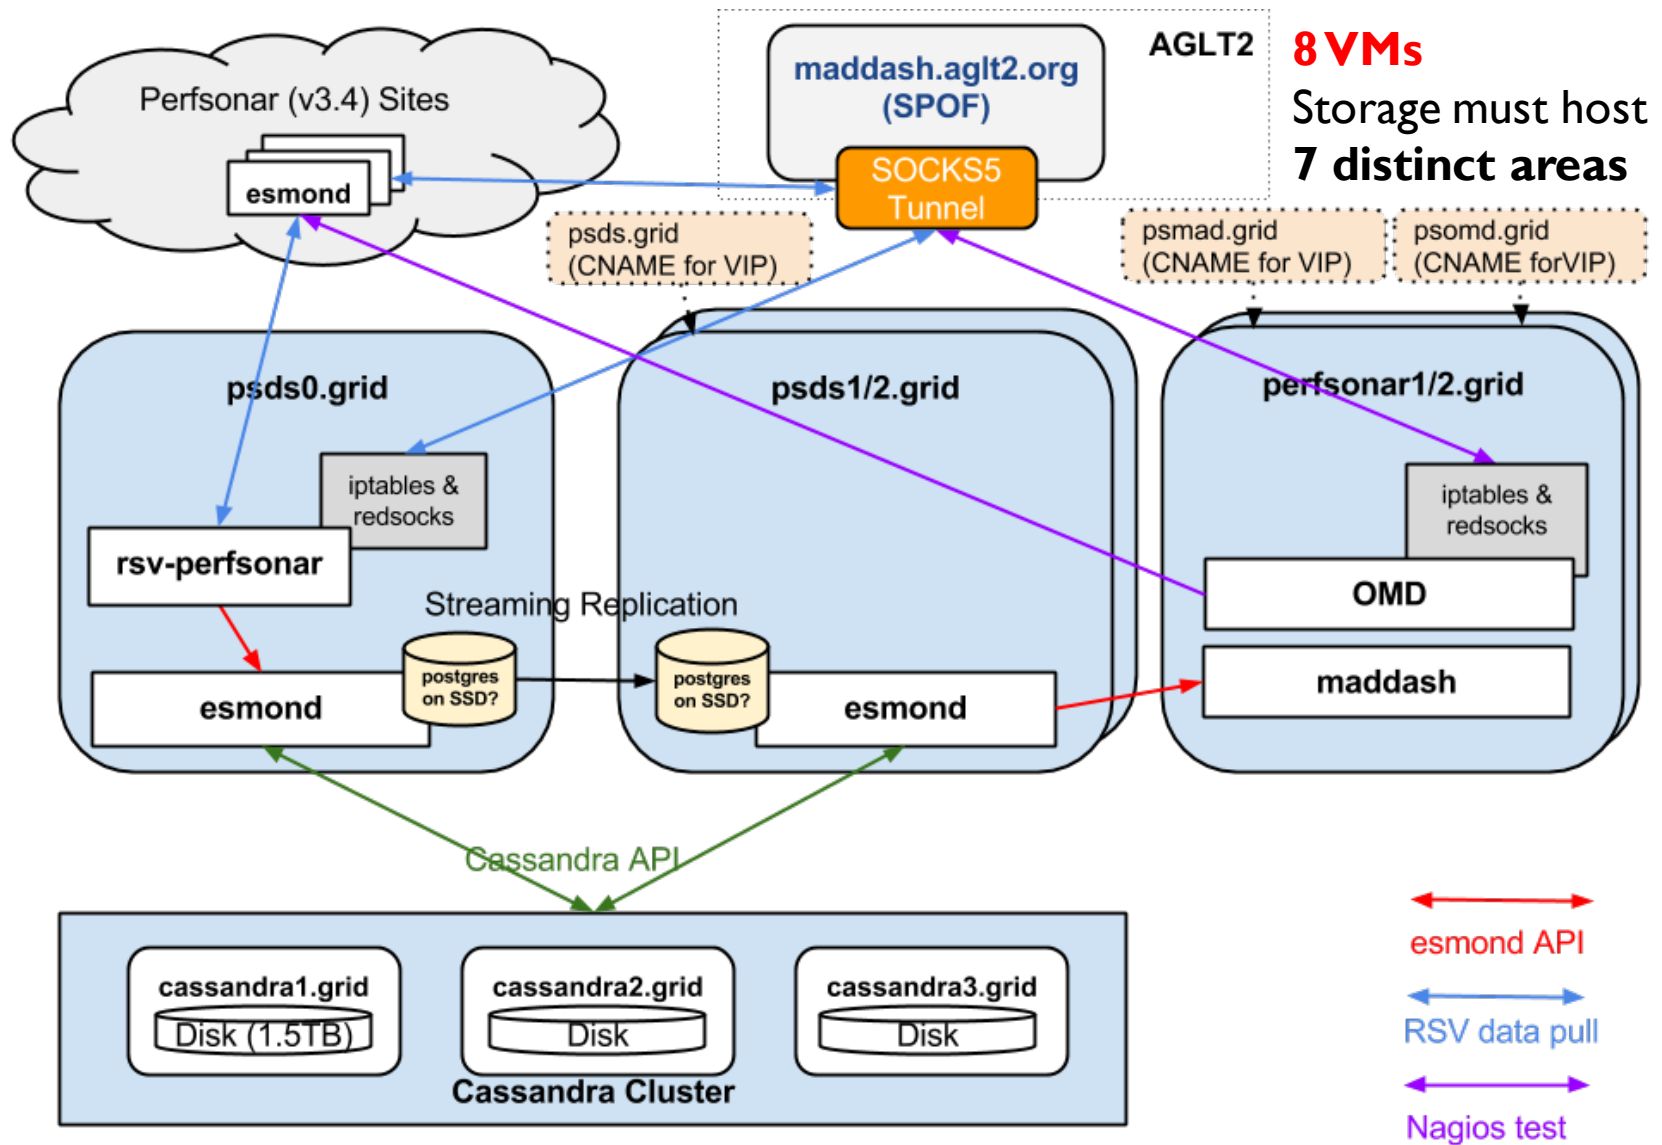 Perfsonar (v3.4) Sites
esmond
maddash.aglt2.org
(SPOF)
AGLT2
SOCKS5
Tunnel
8 VMs
Storage must host
7 distinct areas
psds.grid
(CNAME for VIP)
psmad.grid
(CNAME for VIP)
psomd.grid
(CNAME forVIP)
psds0.grid
iptables &
redsocks
rsv-perfsonar
esmond
postgres
on SSD?
Streaming Replication
psds1/2.grid
postgres
on SSD?
esmond
perfsonar1/2.grid
iptables &
redsocks
OMD
maddash
Cassandra API
cassandra1.grid
Disk (1.5TB)
cassandra2.grid
Disk
cassandra3.grid
Disk
Cassandra Cluster
esmond API
RSV data pull
Nagios test